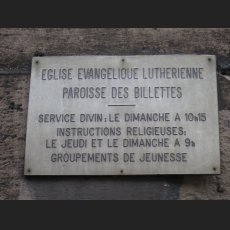 EGLISE EVANGELIQUE LUTHERIENNE
PAROISSE DES BILLETTES
SERVICE DIVIN: LE DIMANCHE A 10H15
INSTRUCTIONS RELIGIEUSES:
LE JEUDI ET LE DIMANCHE A 9H
GROUPEMENTS DE JEUNESSE